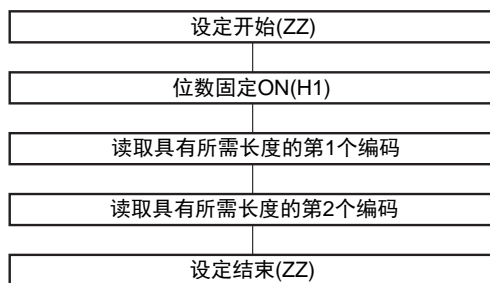 设定开始(ZZ)
位数固定ON(H1)
读取具有所需长度的第1个编码
读取具有所需长度的第2个编码
设定结束(ZZ)